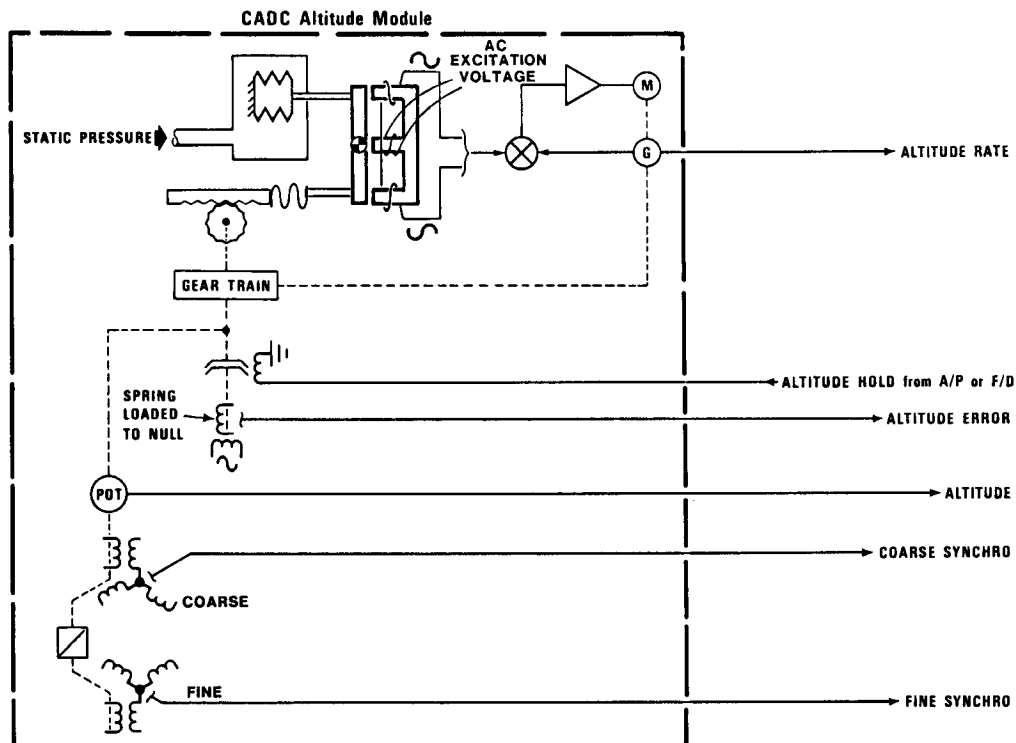 CADC Altitude Module
AC
EXCITATION
VOLTAGE
M
STATIC PRESSURE
G
ALTITUDE RATE
GEAR TRAIN
ALTITUDE HOLD from A/P or F/D
SPRING
LOADED
TO NULL
ALTITUDE ERROR
POT
ALTITUDE
COARSE SYNCHRO
COARSE
FINE
FINE SYNCHRO